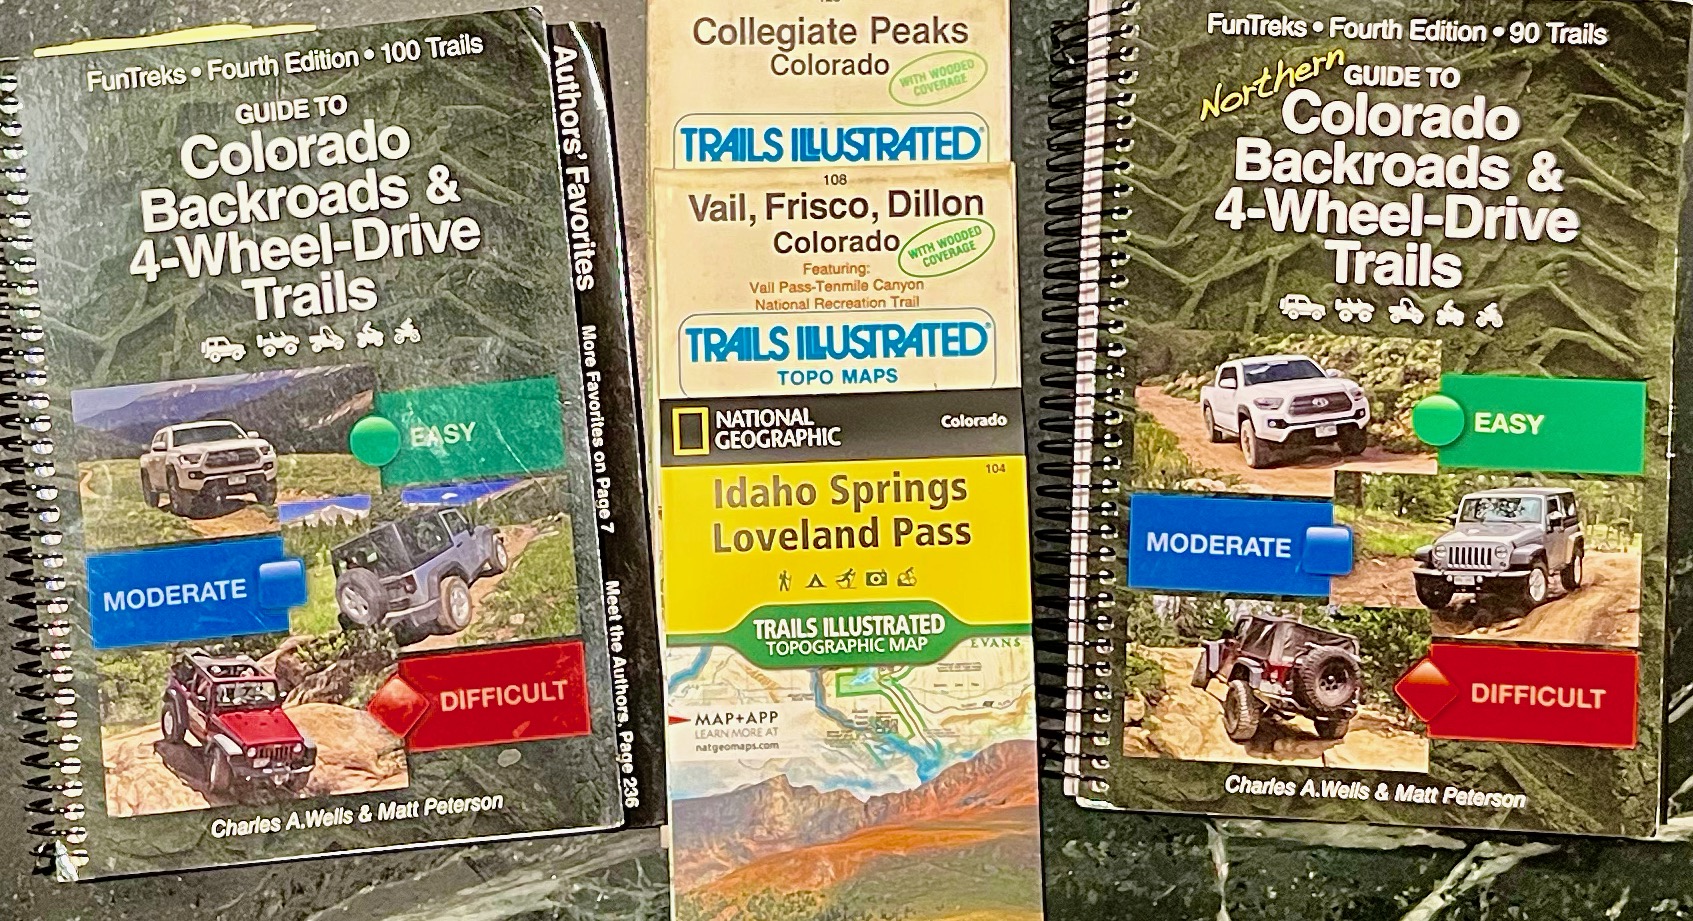 FunTreks • Fourth Edition • 100 Trails
GUIDE TO
Colorado
Backroads &
4-Wheel-Drive
Trails
EASY
MODERATE
DIFFICULT
Charles A.Wells & Matt Peterson
Authors' Favorites
More Favorites on Page 7
Meet the Authors, Page 236
Collegiate Peaks
Colorado
WITH WOODED
COVERAGE
TRAILS ILLUSTRATED®
108
Vail, Frisco, Dillon
Colorado
WITH WOODED
COVERAGE
Featuring:
Vail Pass-Tenmile Canyon
National Recreation Trail
TRAILS ILLUSTRATED®
TOPO MAPS
NATIONAL
GEOGRAPHIC
Colorado
104
Idaho Springs
Loveland Pass
TRAILS ILLUSTRATED
TOPOGRAPHIC MAP
EVANS
MAP+APP
LEARN MORE AT
natgeomaps.com
FunTreks • Fourth Edition • 90 Trails
Northern
GUIDE TO
Colorado
Backroads &
4-Wheel-Drive
Trails
EASY
MODERATE
DIFFICULT
Charles A.Wells & Matt Peterson